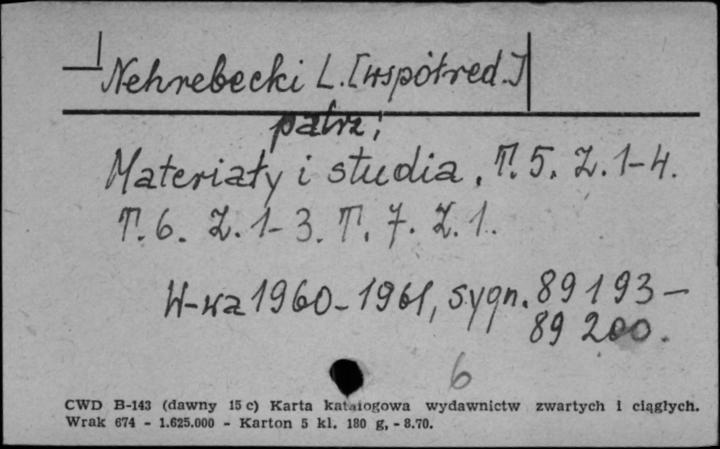 Nehrebecki L. [współred.]
patrz:
Materiały i studia. T. 5. Z. 1-4.
T. 6. Z. 1-3. T. 7. Z. 1.
W-wa 1960-1961, sygn. 89193-
89200.
6
CWD B-143 (dawny 15 c) Karta katalogowa wydawnictw zwartych i ciągłych.
Wrak 674 - 1.625.000 - Karton 5 kl. 180 g, - 8.70.